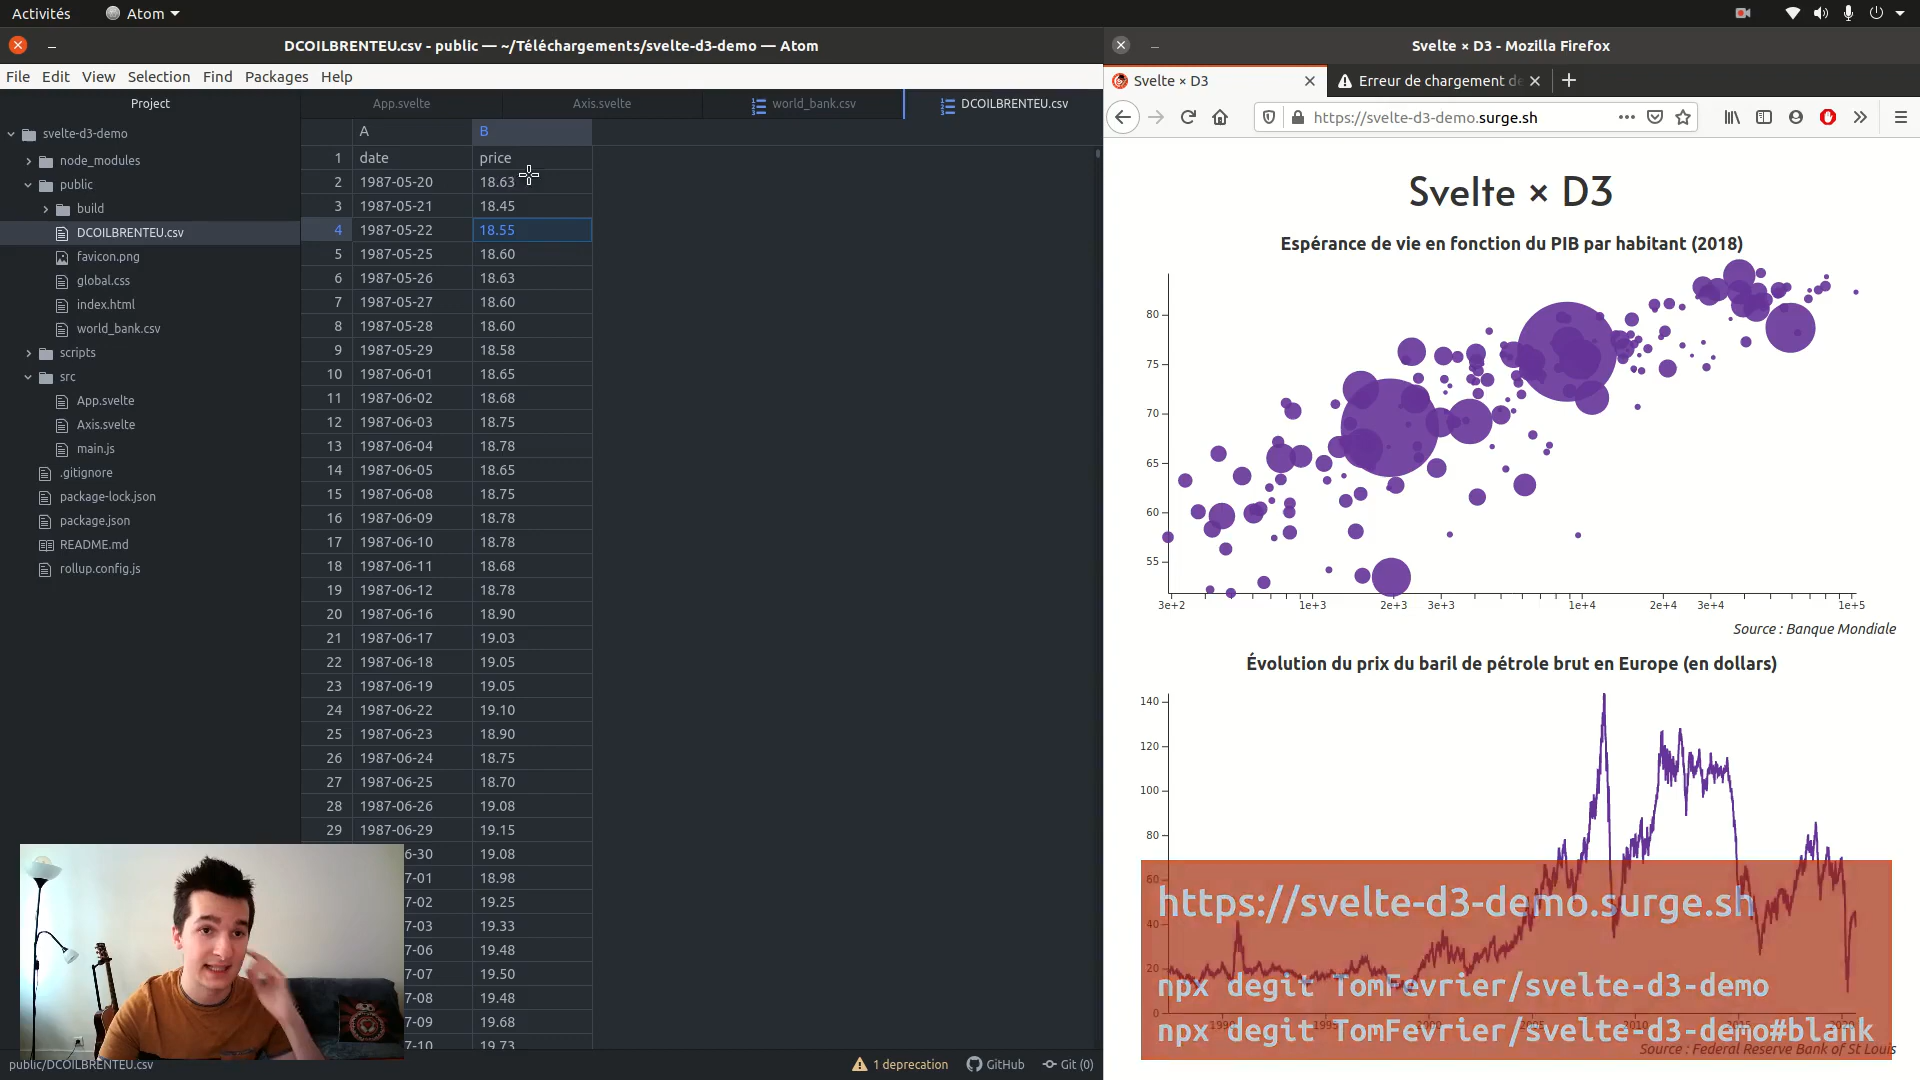 Activités
Atom
DCOILBRENTEU.csv - public — ~/Téléchargements/svelte-d3-demo — Atom
Svelte × D3 - Mozilla Firefox
File Edit View Selection Find Packages Help
Svelte × D3
Erreur de chargement de
Project
App.svelte
Axis.svelte
world_bank.csv
DCOILBRENTEU.csv
https://svelte-d3-demo.surge.sh
svelte-d3-demo
node_modules
public
build
DCOILBRENTEU.csv
favicon.png
global.css
index.html
world_bank.csv
scripts
src
App.svelte
Axis.svelte
main.js
.gitignore
package-lock.json
package.json
README.md
rollup.config.js
A B
1 date price
2 1987-05-20 18.63
3 1987-05-21 18.45
4 1987-05-22 18.55
5 1987-05-25 18.60
6 1987-05-26 18.63
7 1987-05-27 18.60
8 1987-05-28 18.60
9 1987-05-29 18.58
10 1987-06-01 18.65
11 1987-06-02 18.68
12 1987-06-03 18.75
13 1987-06-04 18.78
14 1987-06-05 18.65
15 1987-06-08 18.75
16 1987-06-09 18.78
17 1987-06-10 18.78
18 1987-06-11 18.68
19 1987-06-12 18.78
20 1987-06-16 18.90
21 1987-06-17 19.03
22 1987-06-18 19.05
23 1987-06-19 19.05
24 1987-06-22 19.10
25 1987-06-23 18.90
26 1987-06-24 18.75
27 1987-06-25 18.70
28 1987-06-26 19.08
29 1987-06-29 19.15
6-30 19.08
7-01 18.98
7-02 19.25
7-03 19.33
7-06 19.48
7-07 19.50
7-08 19.48
7-09 19.68
7-10 19.73
public/DCOILBRENTEU.csv
1 deprecation
GitHub
Git (0)
Svelte × D3
Espérance de vie en fonction du PIB par habitant (2018)
80
75
70
65
60
55
3e+2 1e+3 2e+3 3e+3 1e+4 2e+4 3e+4 1e+5
Source : Banque Mondiale
Évolution du prix du baril de pétrole brut en Europe (en dollars)
140
120
100
80
60
40
20
0
1990 1995 2000 2005 2010 2015 2020
https://svelte-d3-demo.surge.sh
npx degit TomFevrier/svelte-d3-demo
npx degit TomFevrier/svelte-d3-demo#blank
Source : Federal Reserve Bank of St Louis